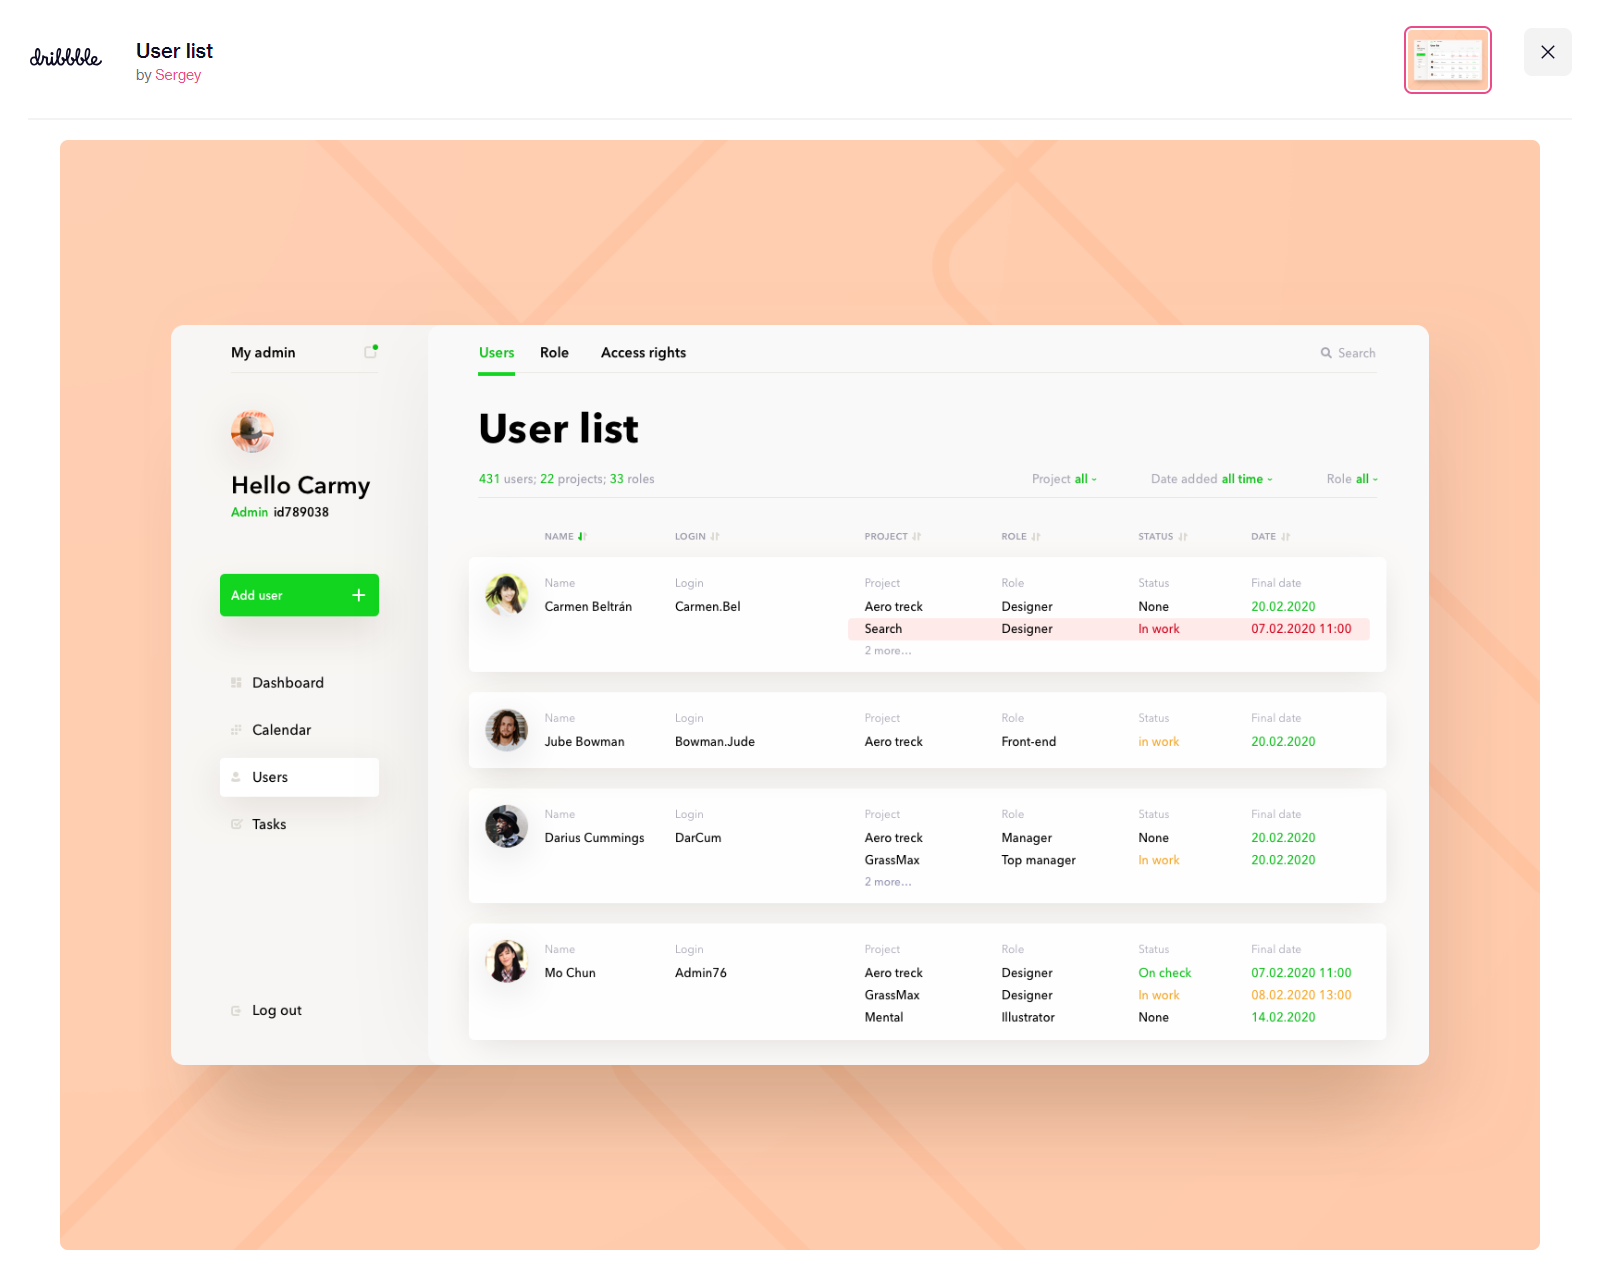 dribbble
User list
by Sergey
My admin
Hello Carmy
Admin id789038
Add user
Dashboard
Calendar
Users
Tasks
Log out
Users Role Access rights Search
User list
431 users; 22 projects; 33 roles Project all Date added all time Role all
NAME LOGIN PROJECT ROLE STATUS DATE
Name Login Project Role Status Final date
Carmen Beltrán Carmen.Bel Aero treck Designer None 20.02.2020
Search Designer In work 07.02.2020 11:00
2 more...
Name Login Project Role Status Final date
Jube Bowman Bowman.Jude Aero treck Front-end in work 20.02.2020
Name Login Project Role Status Final date
Darius Cummings DarCum Aero treck Manager None 20.02.2020
GrassMax Top manager In work 20.02.2020
2 more...
Name Login Project Role Status Final date
Mo Chun Admin76 Aero treck Designer On check 07.02.2020 11:00
GrassMax Designer In work 08.02.2020 13:00
Mental Illustrator None 14.02.2020